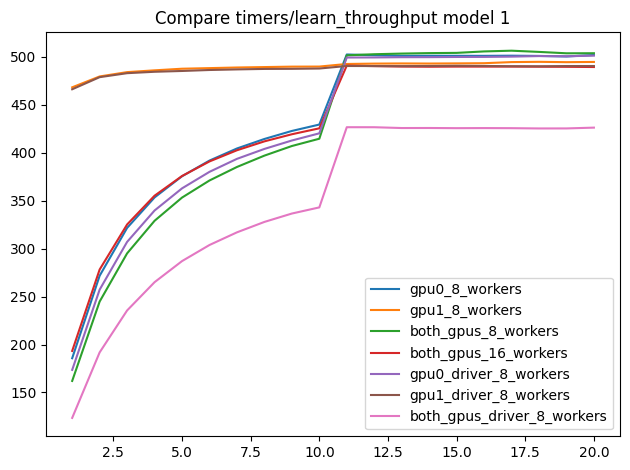 Compare timers/learn_throughput model 1
500
450
400
350
300
250
200
150
2.5 5.0 7.5 10.0 12.5 15.0 17.5 20.0
gpu0_8_workers
gpu1_8_workers
both_gpus_8_workers
both_gpus_16_workers
gpu0_driver_8_workers
gpu1_driver_8_workers
both_gpus_driver_8_workers